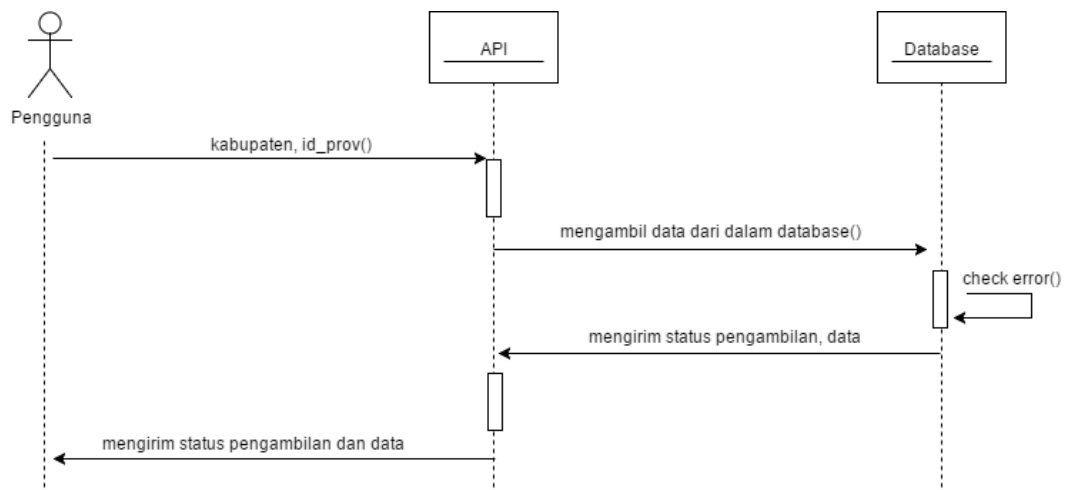 API
Database
Pengguna
kabupaten, id_prov()
mengambil data dari dalam database()
check error()
mengirim status pengambilan, data
mengirim status pengambilan dan data